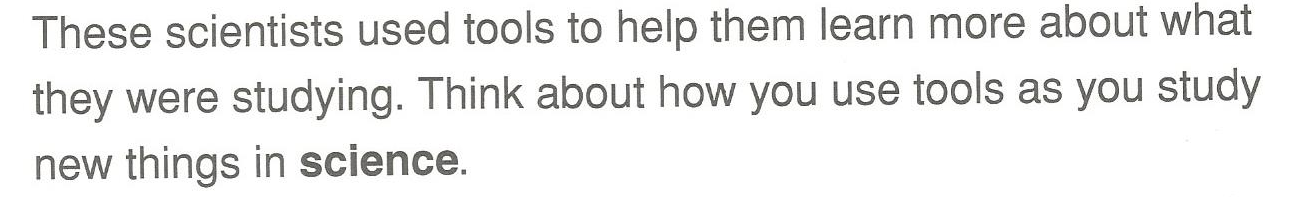 These scientists used tools to help them learn more about what
they were studying. Think about how you use tools as you study
new things in science.